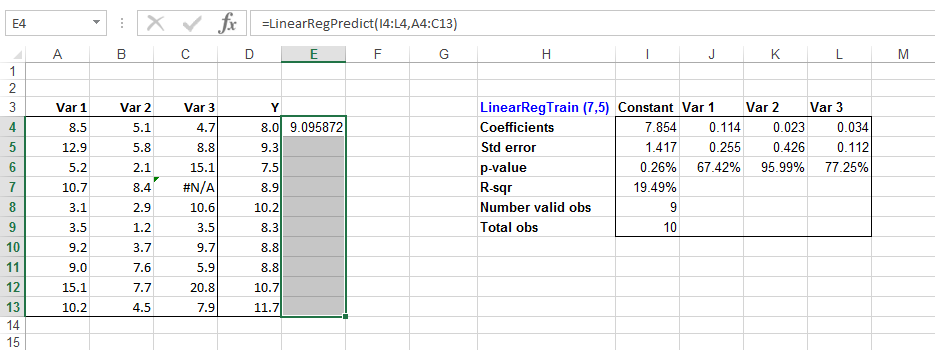 E4 fx =LinearRegPredict(I4:L4,A4:C13)
A B C D E F G H I J K L M
1
2
3 Var 1 Var 2 Var 3 Y LinearRegTrain (7,5) Constant Var 1 Var 2 Var 3
4 8.5 5.1 4.7 8.0 9.095872 Coefficients 7.854 0.114 0.023 0.034
5 12.9 5.8 8.8 9.3 Std error 1.417 0.255 0.426 0.112
6 5.2 2.1 15.1 7.5 p-value 0.26% 67.42% 95.99% 77.25%
7 10.7 8.4 #N/A 8.9 R-sqr 19.49%
8 3.1 2.9 10.6 10.2 Number valid obs 9
9 3.5 1.2 3.5 8.3 Total obs 10
10 9.2 3.7 9.7 8.8
11 9.0 7.6 5.9 8.8
12 15.1 7.7 20.8 10.7
13 10.2 4.5 7.9 11.7
14
15